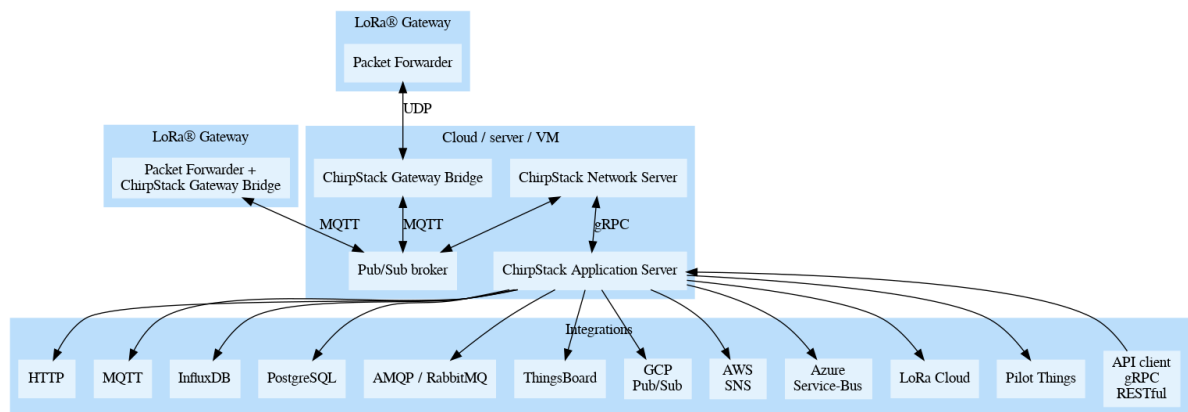 LoRa® Gateway
Packet Forwarder
UDP
LoRa® Gateway
Packet Forwarder +
ChirpStack Gateway Bridge
Cloud / server / VM
ChirpStack Gateway Bridge
ChirpStack Network Server
MQTT
MQTT
gRPC
Pub/Sub broker
ChirpStack Application Server
Integrations
HTTP
MQTT
InfluxDB
PostgreSQL
AMQP / RabbitMQ
ThingsBoard
GCP
Pub/Sub
AWS
SNS
Azure
Service-Bus
LoRa Cloud
Pilot Things
API client
gRPC
RESTful